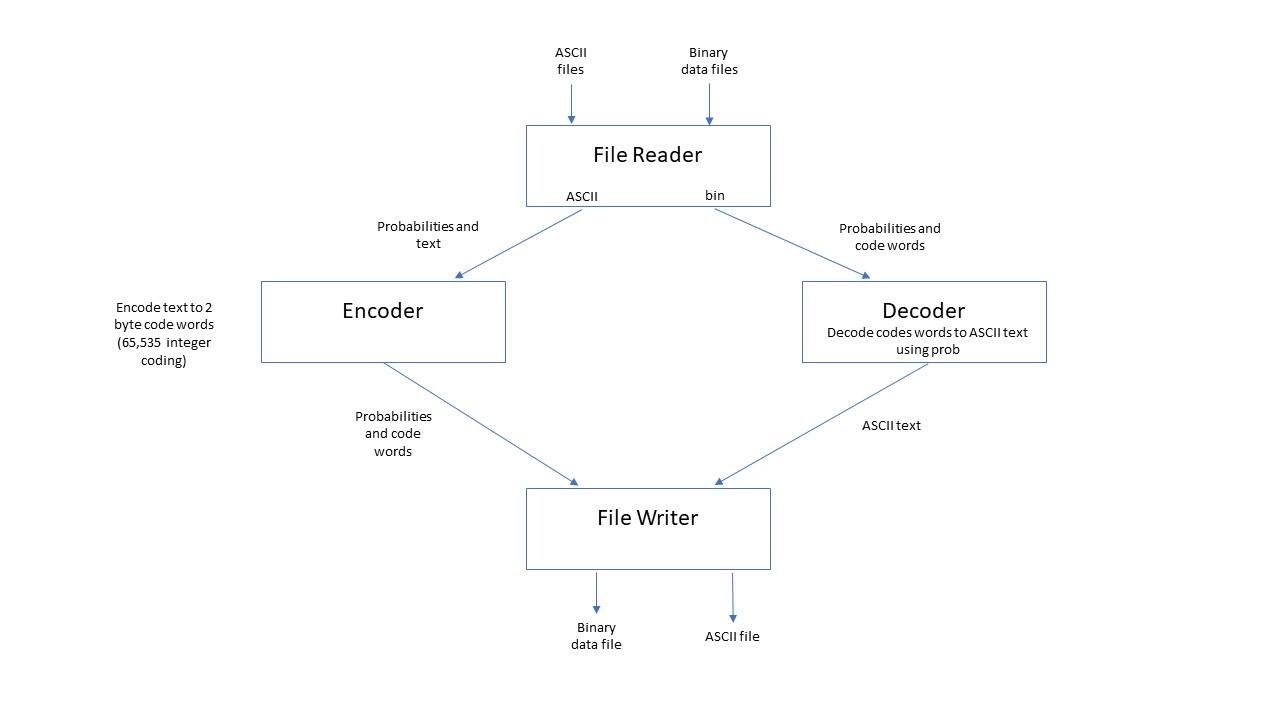 ASCII
files
Binary
data files
File Reader
ASCII
bin
Probabilities and
text
Probabilities and
code words
Encode text to 2
byte code words
(65,535 integer
coding)
Encoder
Decoder
Decode codes words to ASCII text
using prob
Probabilities
and code
words
ASCII text
File Writer
Binary
data file
ASCII file